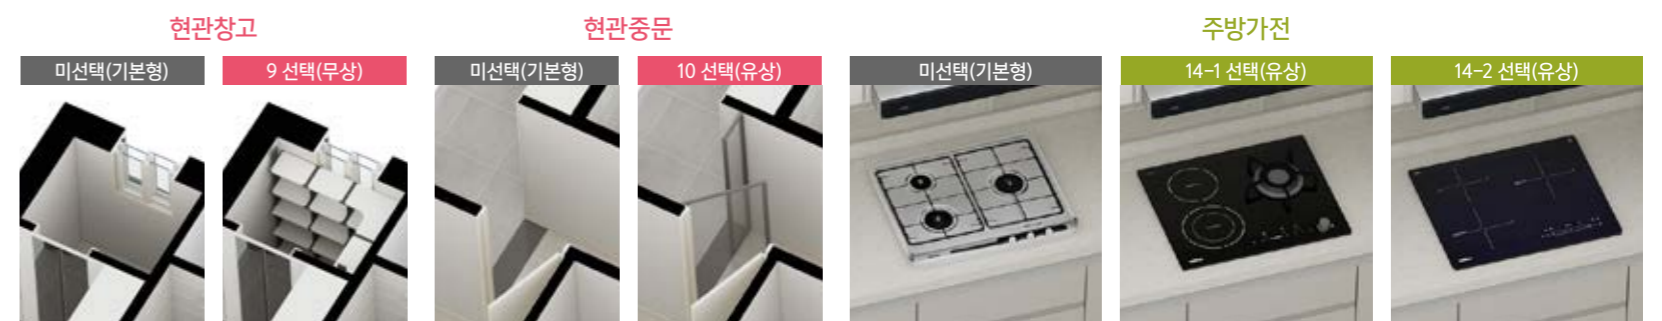 현관창고
현관중문
주방가전
미선택(기본형)
9 선택(무상)
미선택(기본형)
10 선택(유상)
미선택(기본형)
14-1 선택(유상)
14-2 선택(유상)